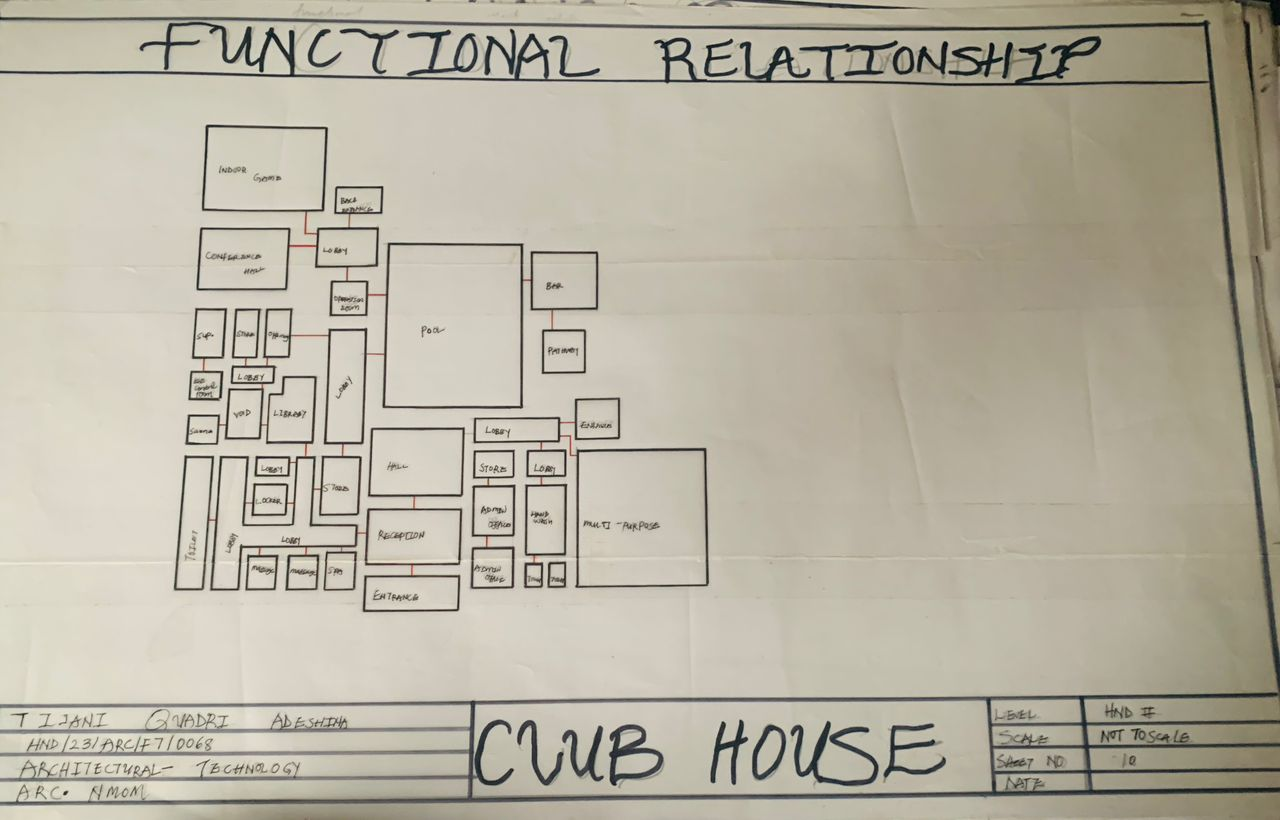 FUNCTIONAL RELATIONSHIP
INDOOR GAME
BACK ENTRANCE
CONFERENCE HALL
LOBBY
POOL
BAR
PATHWAY
SUP.
STORE
LOBBY
LOBBY
VOID
LIBRARY
SAUNA
ENTRANCE
LOBBY
HALL
STORE
LOBBY
LOBBY
LOCKER
STORE
ADMIN OFFICE
HAND WASH
MULTI-PURPOSE
RECEPTION
TOILET
LOBBY
LOBBY
MASSAGE
MASSAGE
SPA
ADMIN OFFICE
ENTRANCE
TIJANI QUADRI ADESHINA
HND/23/ARC/F7/0068
ARCHITECTURAL- TECHNOLOGY
ARC. NMOM
CLUB HOUSE
LEVEL HND II
SCALE NOT TO SCALE
SHEET NO 10
DATE